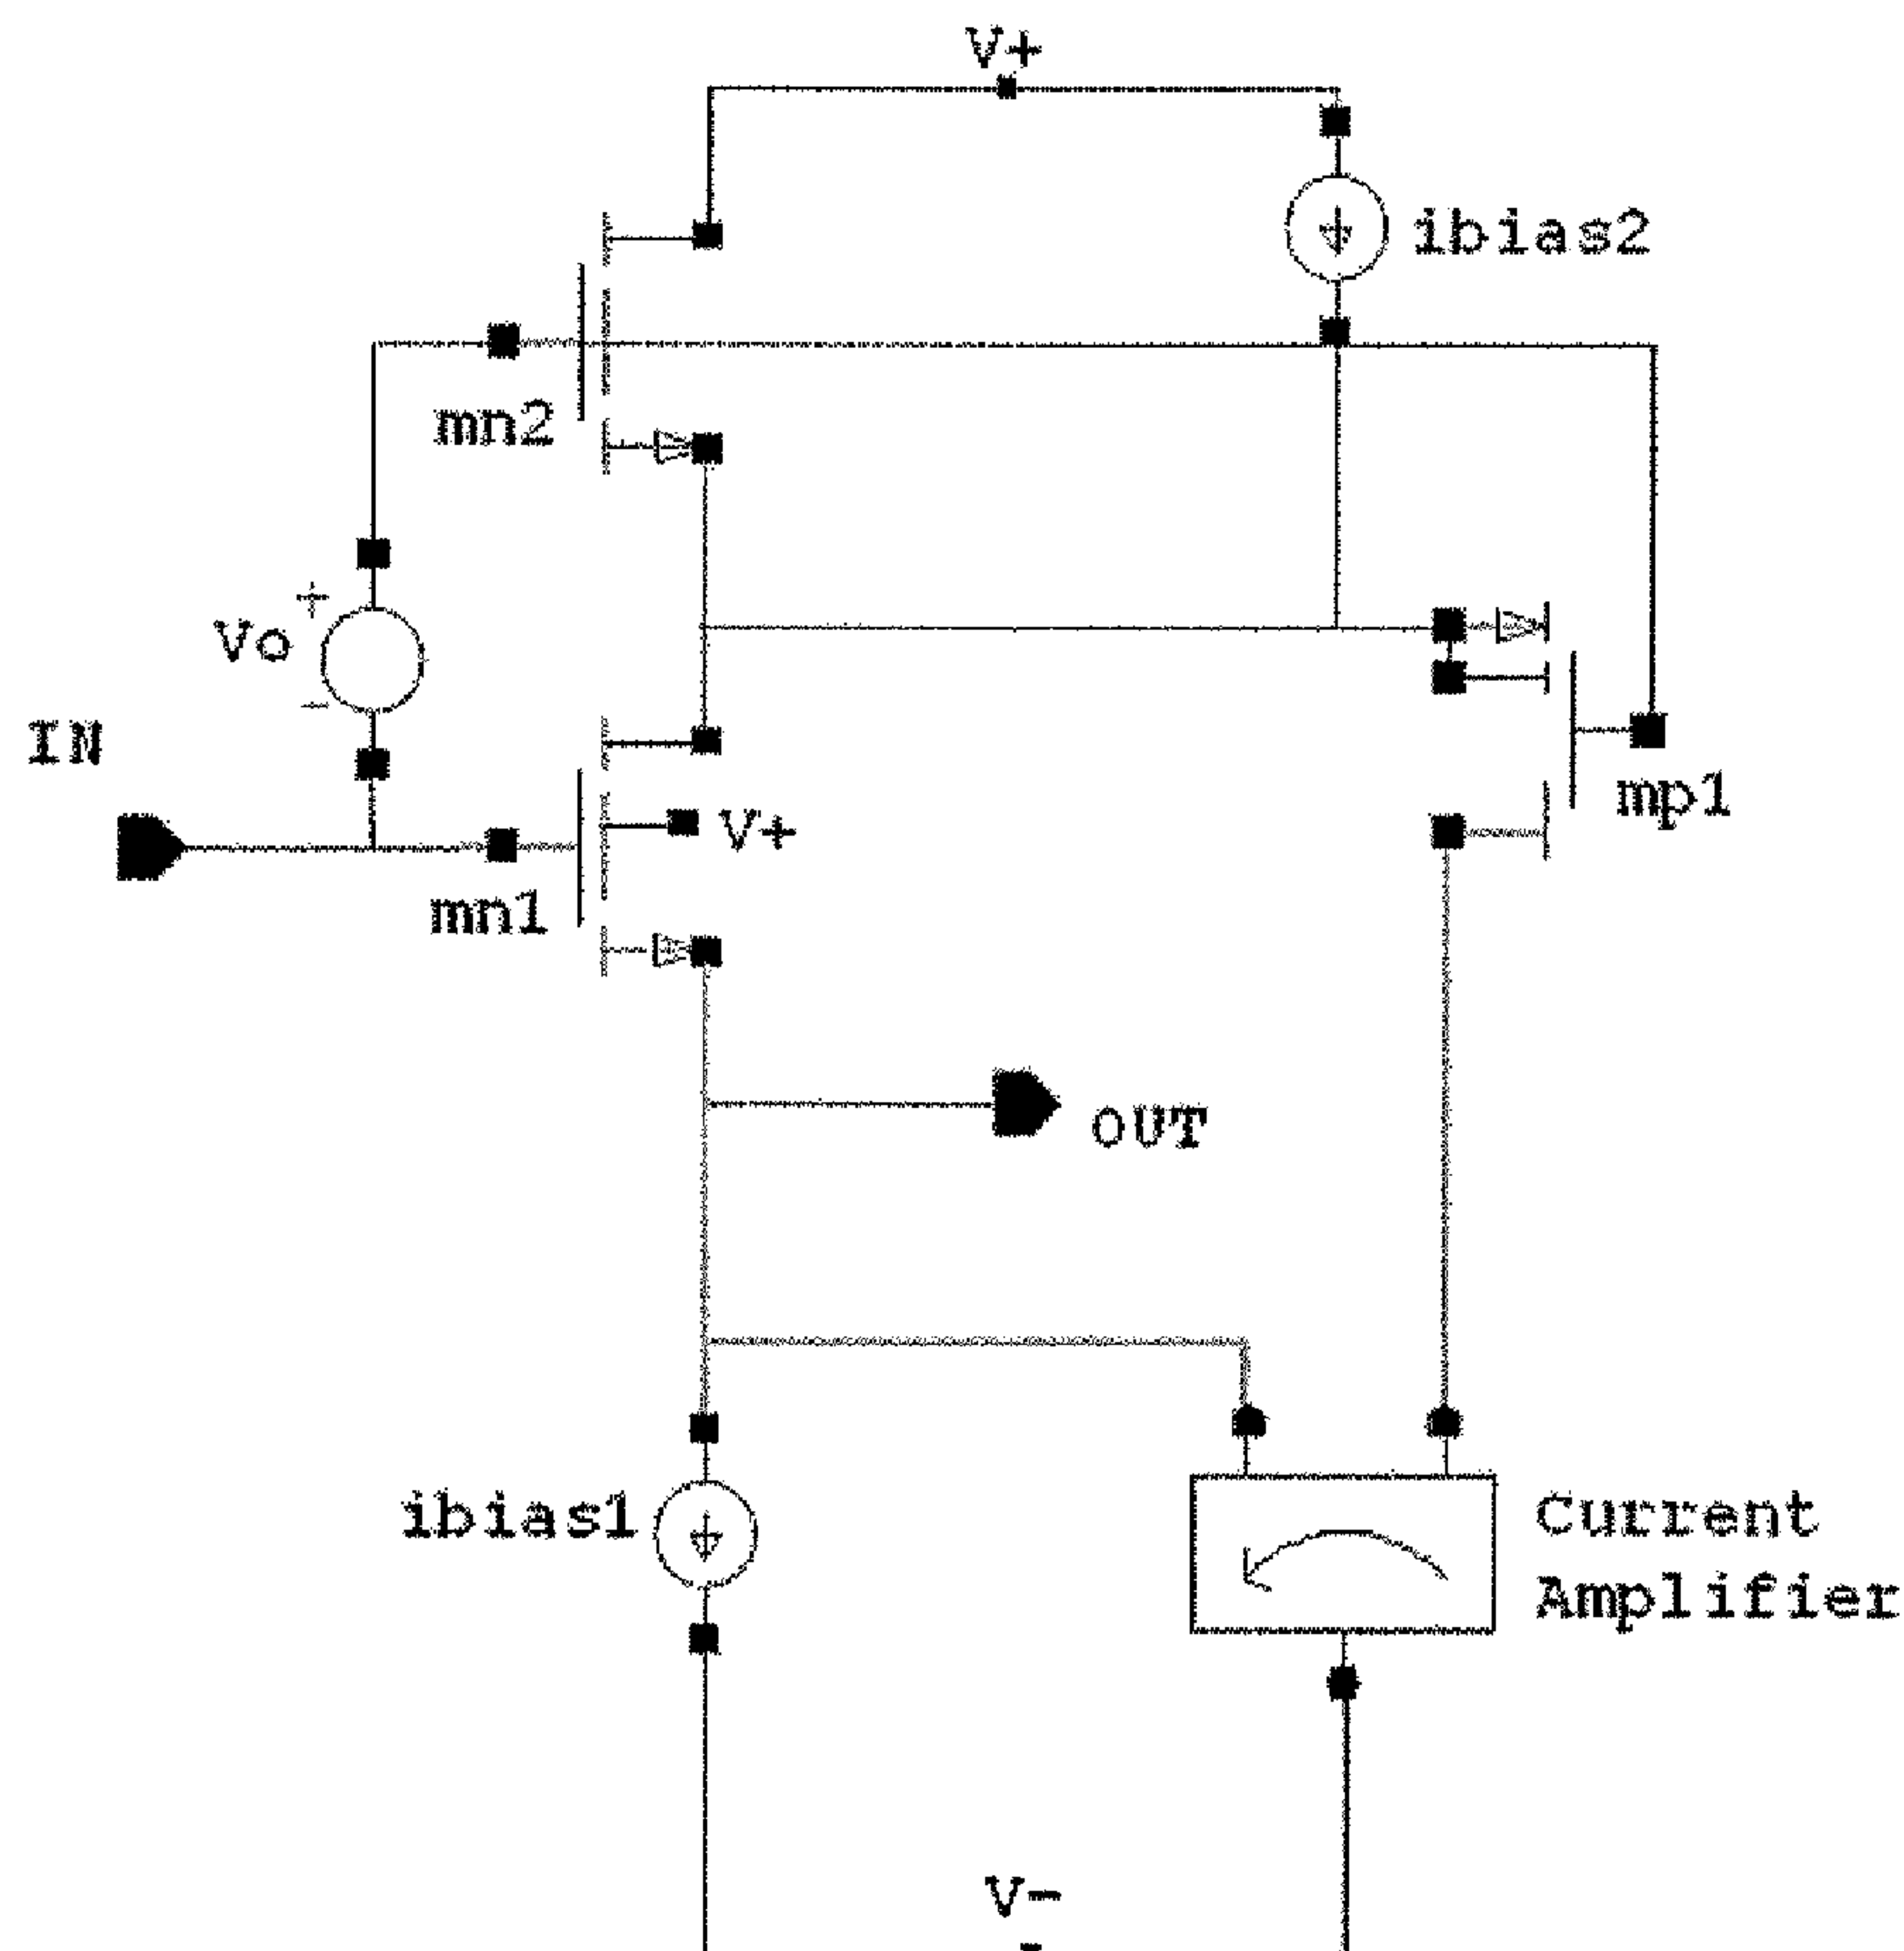 V+
ibias2
mn2
+
Vo
-
IN
mp1
V+
mn1
OUT
ibias1
Current
Amplifier
V-